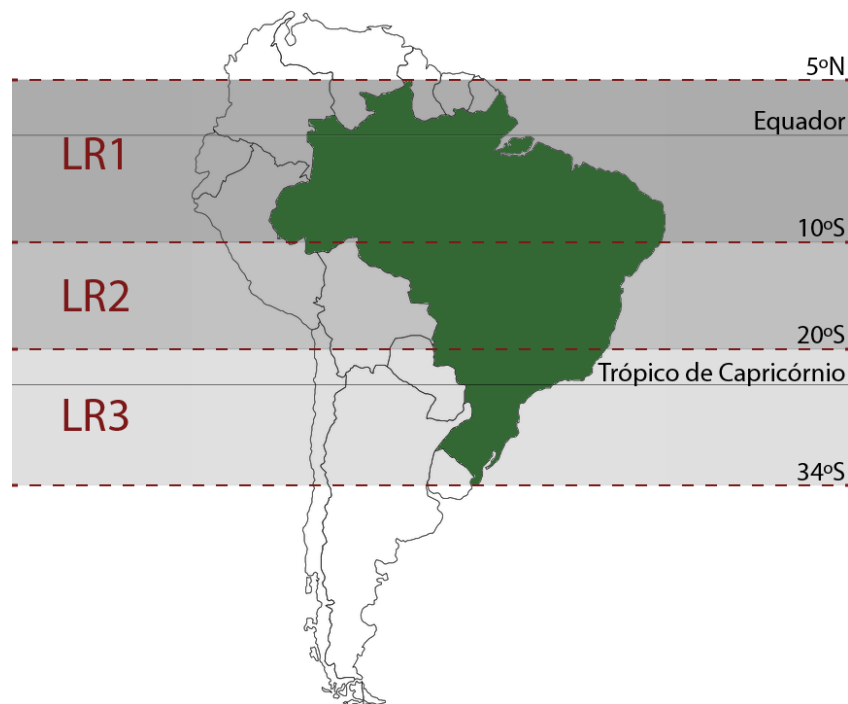 5ºN
Equador
LR1
10ºS
LR2
20ºS
Trópico de Capricórnio
LR3
34ºS